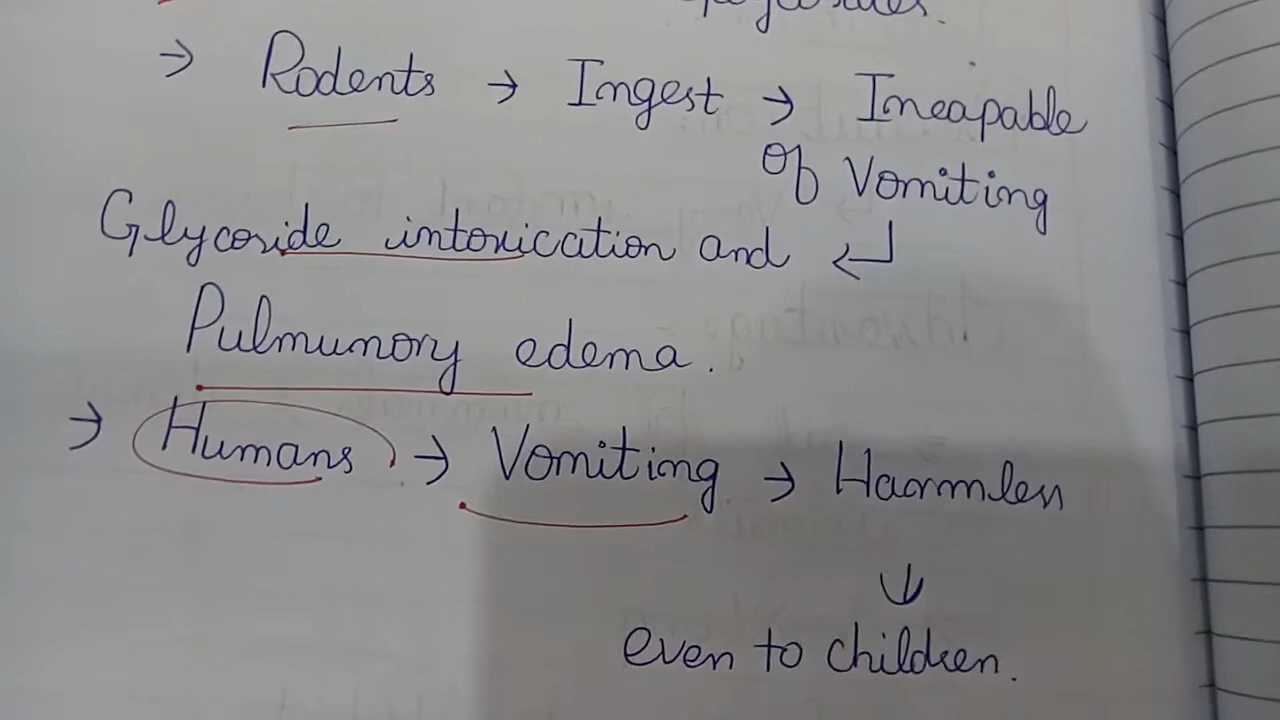 → Rodents → Ingest → Incapable
of Vomiting
Glycoside intoxication and ↲
Pulmunory edema.
→ Humans → Vomiting → Harmless
↓
even to children.